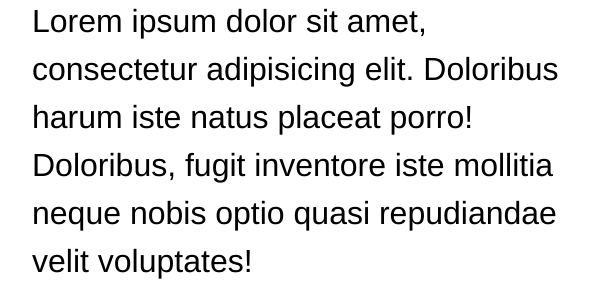 Lorem ipsum dolor sit amet,
consectetur adipisicing elit. Doloribus
harum iste natus placeat porro!
Doloribus, fugit inventore iste mollitia
neque nobis optio quasi repudiandae
velit voluptates!